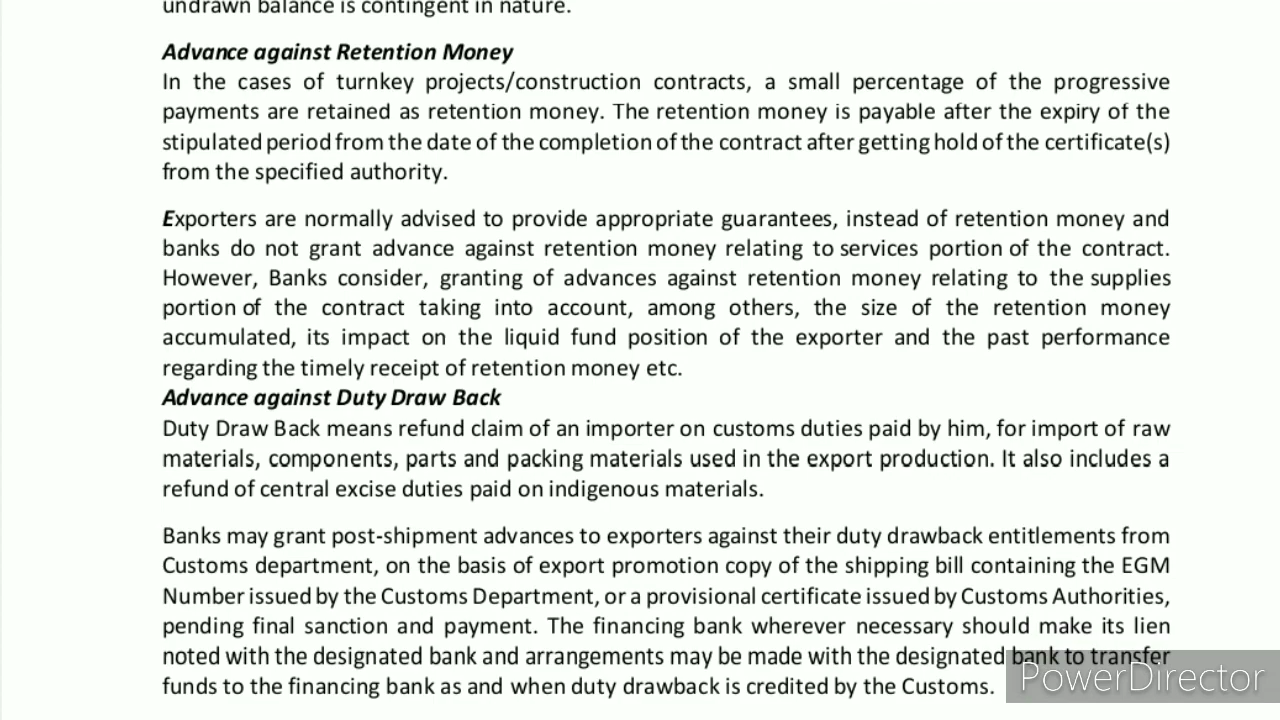 undrawn balance is contingent in nature.
Advance against Retention Money
In the cases of turnkey projects/construction contracts, a small percentage of the progressive
payments are retained as retention money. The retention money is payable after the expiry of the
stipulated period from the date of the completion of the contract after getting hold of the certificate(s)
from the specified authority.
Exporters are normally advised to provide appropriate guarantees, instead of retention money and
banks do not grant advance against retention money relating to services portion of the contract.
However, Banks consider, granting of advances against retention money relating to the supplies
portion of the contract taking into account, among others, the size of the retention money
accumulated, its impact on the liquid fund position of the exporter and the past performance
regarding the timely receipt of retention money etc.
Advance against Duty Draw Back
Duty Draw Back means refund claim of an importer on customs duties paid by him, for import of raw
materials, components, parts and packing materials used in the export production. It also includes a
refund of central excise duties paid on indigenous materials.
Banks may grant post-shipment advances to exporters against their duty drawback entitlements from
Customs department, on the basis of export promotion copy of the shipping bill containing the EGM
Number issued by the Customs Department, or a provisional certificate issued by Customs Authorities,
pending final sanction and payment. The financing bank wherever necessary should make its lien
noted with the designated bank and arrangements may be made with the designated bank to transfer
funds to the financing bank as and when duty drawback is credited by the Customs.
PowerDirector